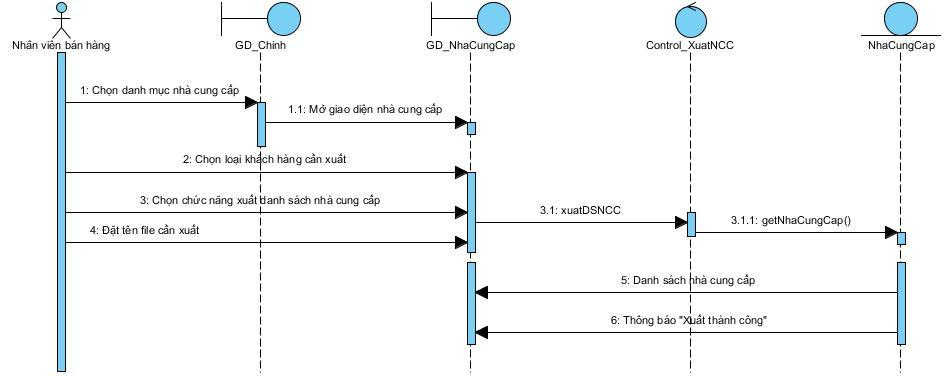 Nhân viên bán hàng
GD_Chính
GD_NhaCungCap
Control_XuatNCC
NhaCungCap
1: Chọn danh mục nhà cung cấp
1.1: Mở giao diện nhà cung cấp
2: Chọn loại khách hàng cần xuất
3: Chọn chức năng xuất danh sách nhà cung cấp
3.1: xuatDSNCC
3.1.1: getNhaCungCap()
4: Đặt tên file cần xuất
5: Danh sách nhà cung cấp
6: Thông báo "Xuất thành công"